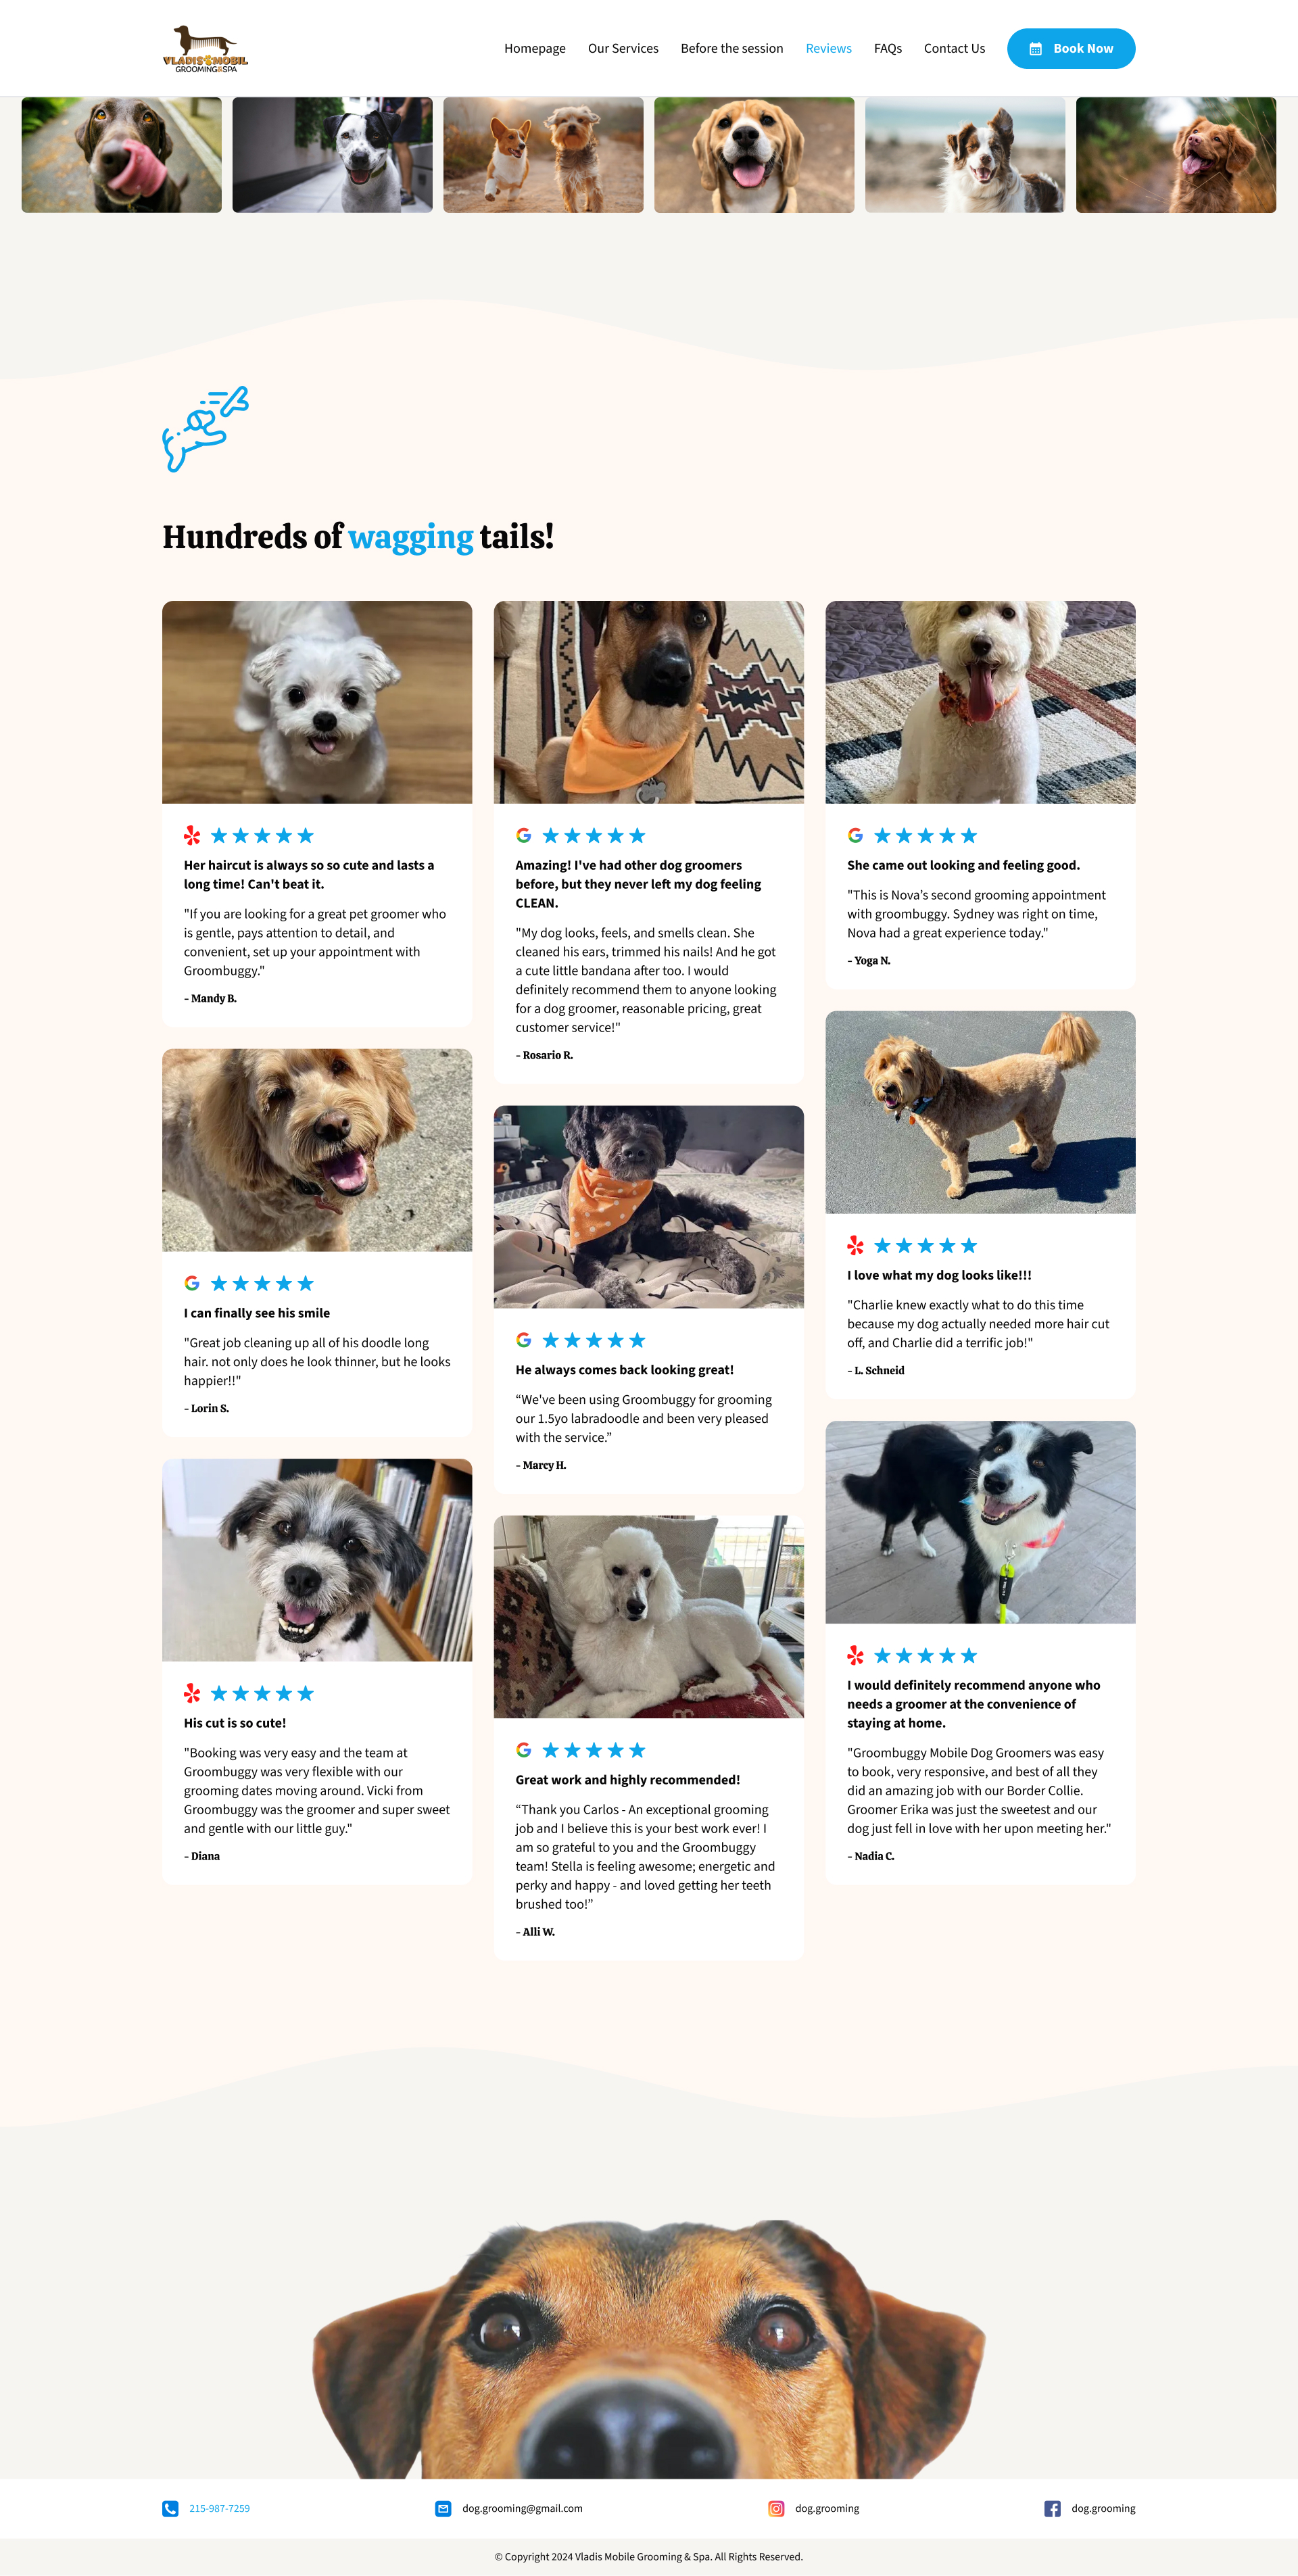 VLADIS MOBIL
GROOMING&SPA
Homepage
Our Services
Before the session
Reviews
FAQs
Contact Us
Book Now
Hundreds of wagging tails!
Her haircut is always so so cute and lasts a
long time! Can't beat it.
"If you are looking for a great pet groomer who
is gentle, pays attention to detail, and
convenient, set up your appointment with
Groombuggy."
- Mandy B.
I can finally see his smile
"Great job cleaning up all of his doodle long
hair. not only does he look thinner, but he looks
happier!!"
- Lorin S.
His cut is so cute!
"Booking was very easy and the team at
Groombuggy was very flexible with our
grooming dates moving around. Vicki from
Groombuggy was the groomer and super sweet
and gentle with our little guy."
- Diana
Amazing! I've had other dog groomers
before, but they never left my dog feeling
CLEAN.
"My dog looks, feels, and smells clean. She
cleaned his ears, trimmed his nails! And he got
a cute little bandana after too. I would
definitely recommend them to anyone looking
for a dog groomer, reasonable pricing, great
customer service!"
- Rosario R.
He always comes back looking great!
“We've been using Groombuggy for grooming
our 1.5yo labradoodle and been very pleased
with the service.”
- Marcy H.
Great work and highly recommended!
“Thank you Carlos - An exceptional grooming
job and I believe this is your best work ever! I
am so grateful to you and the Groombuggy
team! Stella is feeling awesome; energetic and
perky and happy - and loved getting her teeth
brushed too!”
- Alli W.
She came out looking and feeling good.
"This is Nova’s second grooming appointment
with groombuggy. Sydney was right on time,
Nova had a great experience today."
- Yoga N.
I love what my dog looks like!!!
"Charlie knew exactly what to do this time
because my dog actually needed more hair cut
off, and Charlie did a terrific job!"
- L. Schneid
I would definitely recommend anyone who
needs a groomer at the convenience of
staying at home.
"Groombuggy Mobile Dog Groomers was easy
to book, very responsive, and best of all they
did an amazing job with our Border Collie.
Groomer Erika was just the sweetest and our
dog just fell in love with her upon meeting her."
- Nadia C.
215-987-7259
dog.grooming@gmail.com
dog.grooming
dog.grooming
© Copyright 2024 Vladis Mobile Grooming & Spa. All Rights Reserved.